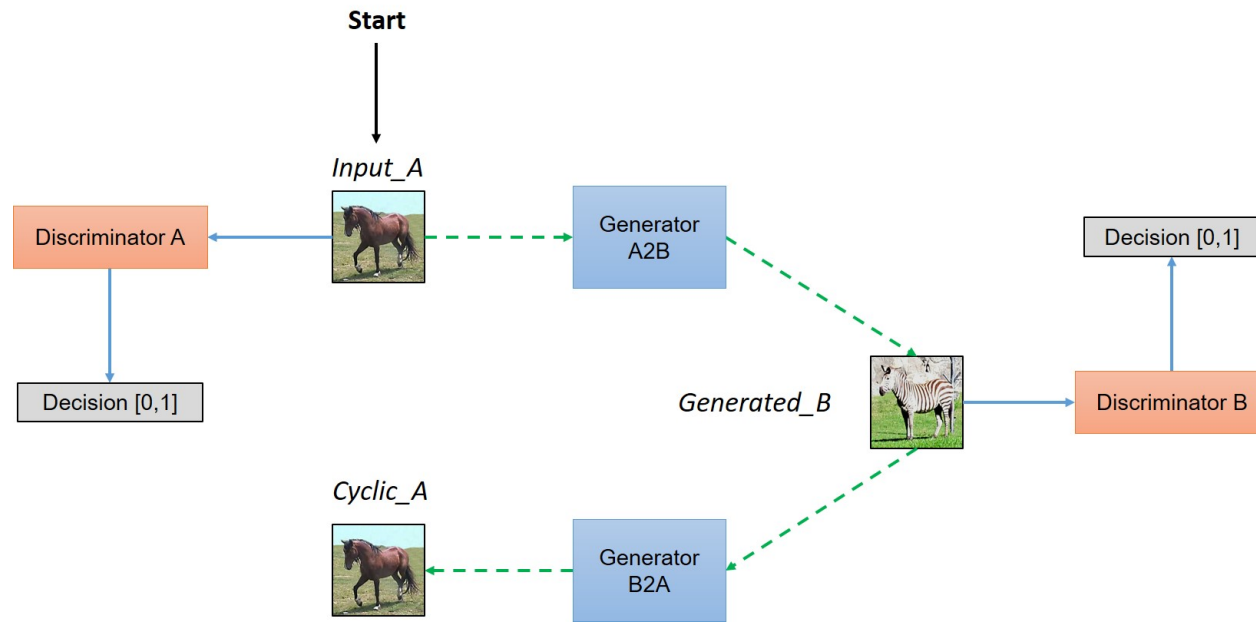 Start
Input_A
Discriminator A
Generator
A2B
Decision [0,1]
Decision [0,1]
Generated_B
Discriminator B
Cyclic_A
Generator
B2A